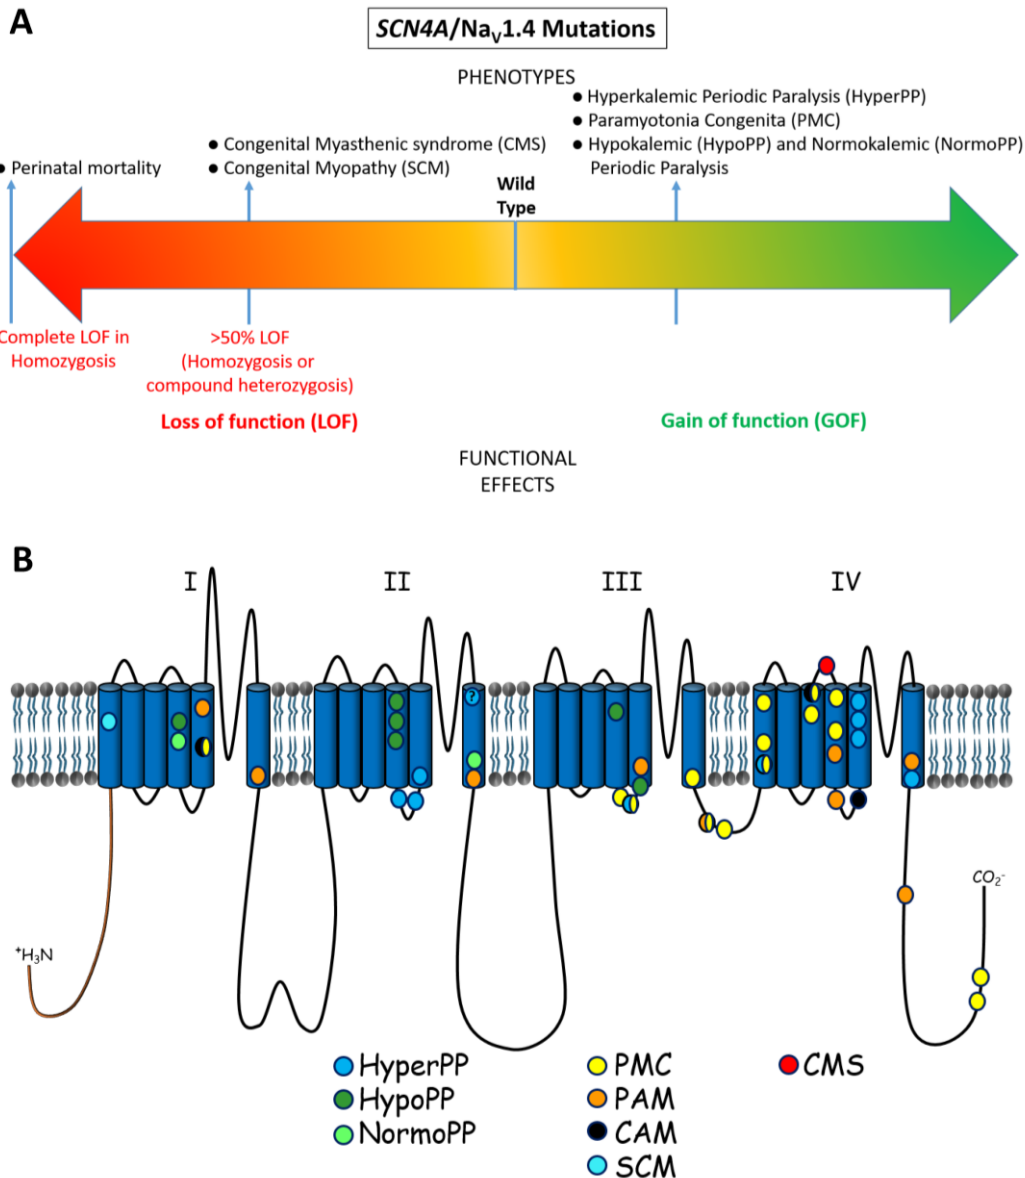 A
SCN4A/NaV1.4 Mutations
PHENOTYPES
● Hyperkalemic Periodic Paralysis (HyperPP)
● Paramyotonia Congenita (PMC)
● Hypokalemic (HypoPP) and Normokalemic (NormoPP)
Periodic Paralysis
● Congenital Myasthenic syndrome (CMS)
● Congenital Myopathy (SCM)
● Perinatal mortality
Wild
Type
Complete LOF in
Homozygosis
>50% LOF
(Homozygosis or
compound heterozygosis)
Loss of function (LOF)
Gain of function (GOF)
FUNCTIONAL
EFFECTS
B
I
II
III
IV
?
⁺H₃N
CO₂⁻
HyperPP
HypoPP
NormoPP
PMC
PAM
CAM
SCM
CMS